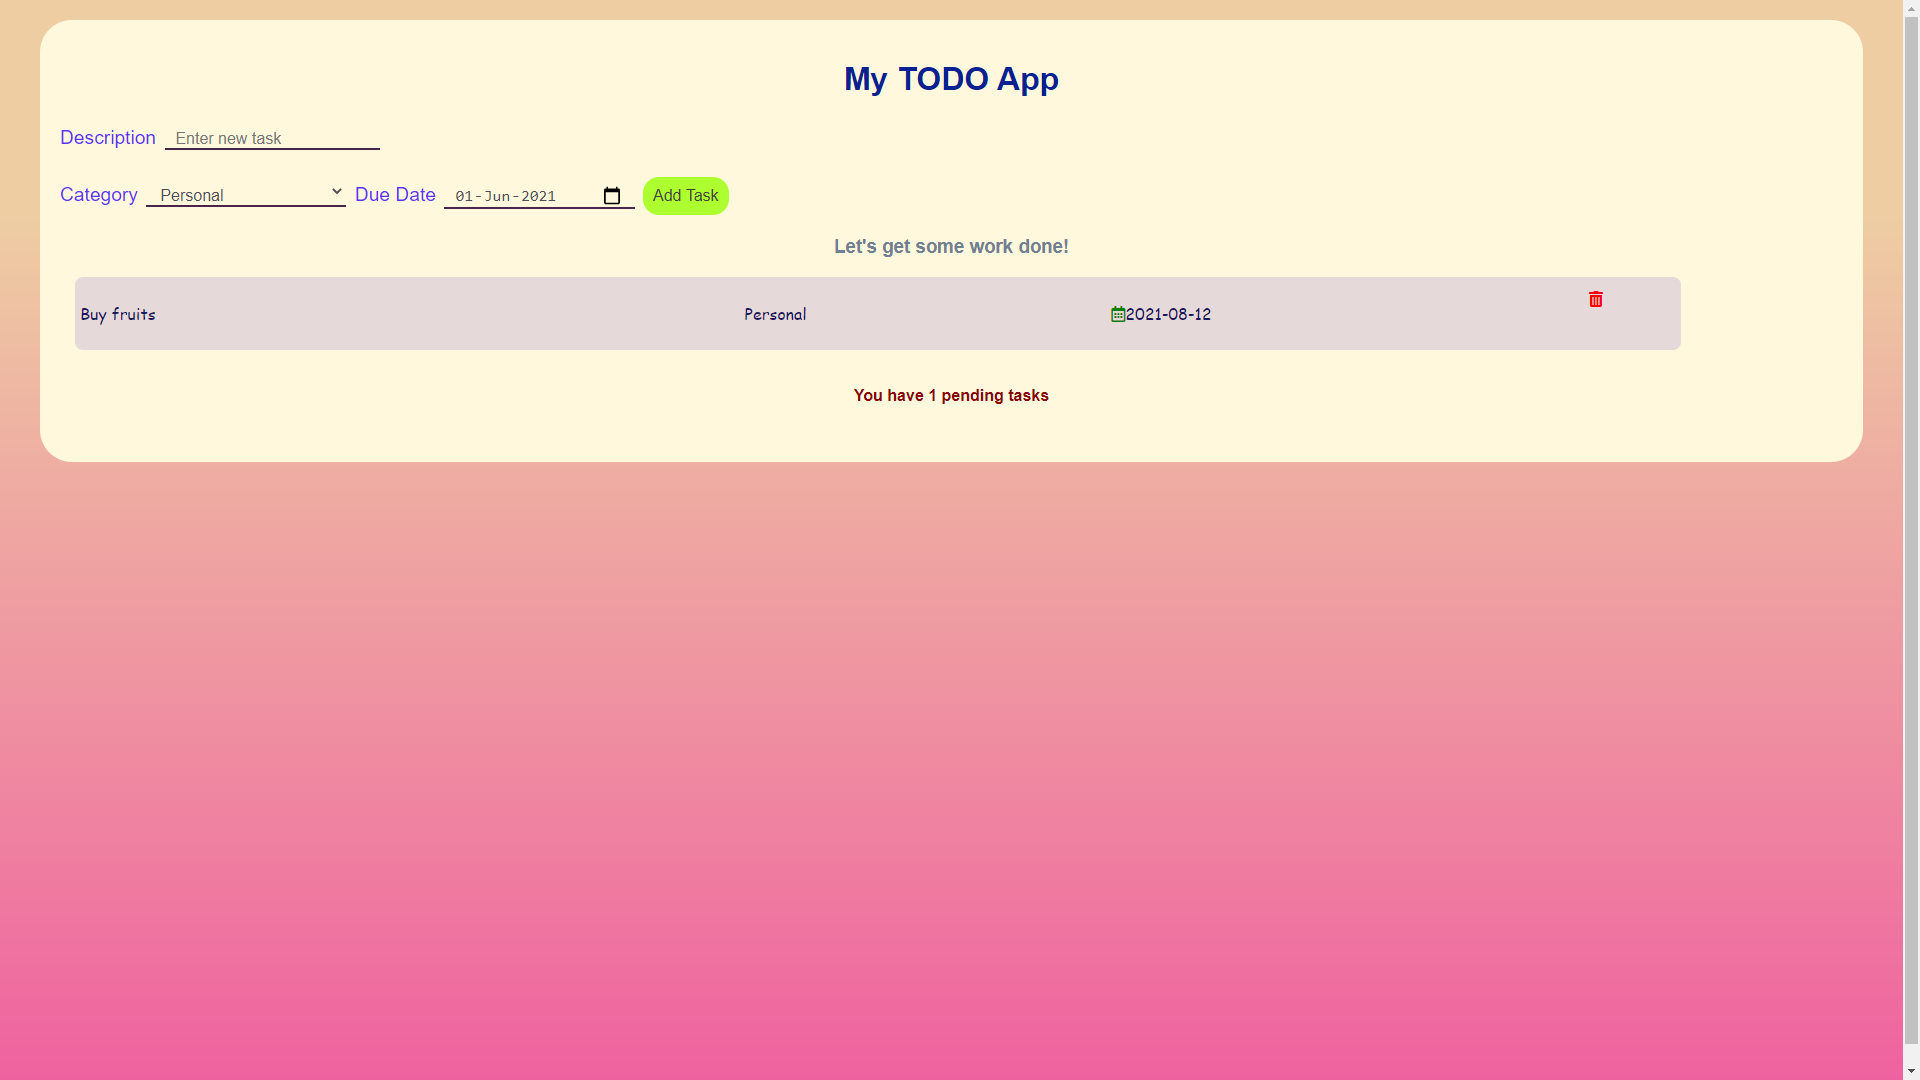 My TODO App
Description Enter new task
Category Personal Due Date 01-Jun-2021 Add Task
Let's get some work done!
Buy fruits Personal 2021-08-12
You have 1 pending tasks